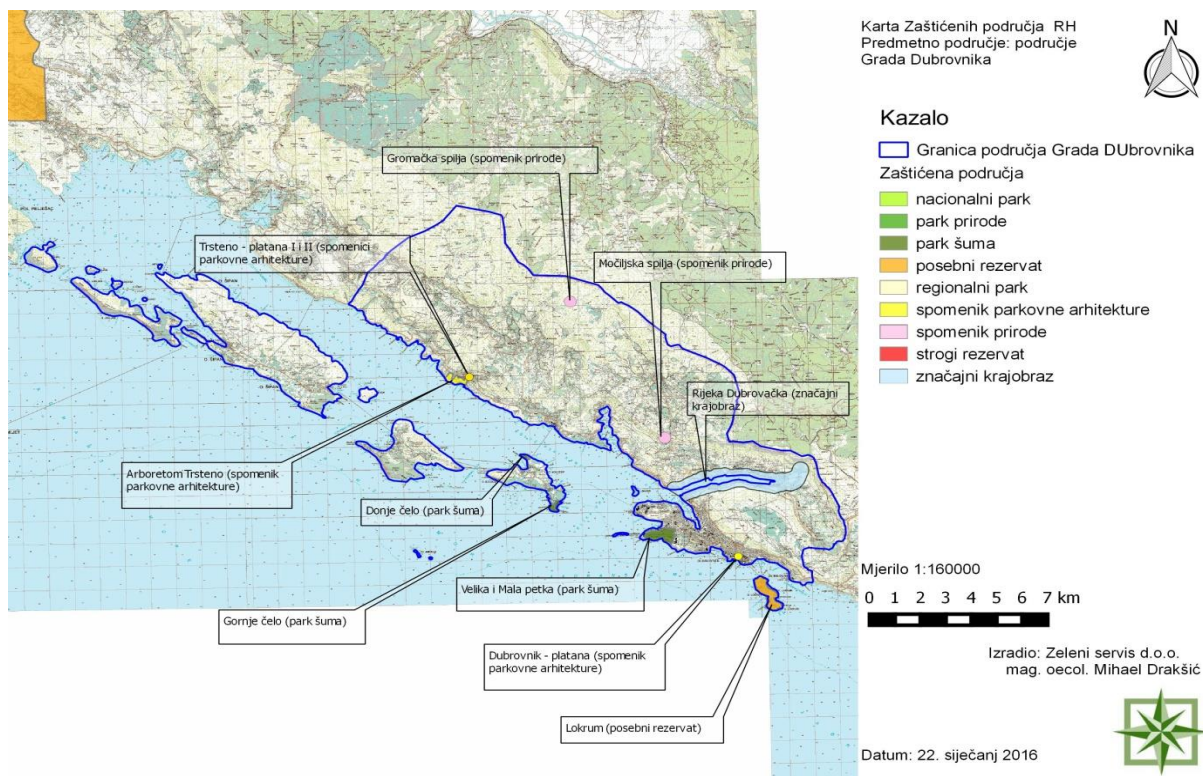 Karta Zaštićenih područja RH
Predmetno područje: područje
Grada Dubrovnika
N
Kazalo
Granica područja Grada DUbrovnika
Zaštićena područja
nacionalni park
park prirode
park šuma
posebni rezervat
regionalni park
spomenik parkovne arhitekture
spomenik prirode
strogi rezervat
značajni krajobraz
Gromačka spilja (spomenik prirode)
Trsteno - platana I i II (spomenici
parkovne arhitekture)
Močiljska spilja (spomenik prirode)
Rijeka Dubrovačka (značajni
krajobraz)
Arboretom Trsteno (spomenik
parkovne arhitekture)
Donje čelo (park šuma)
Velika i Mala petka (park šuma)
Gornje čelo (park šuma)
Dubrovnik - platana (spomenik
parkovne arhitekture)
Lokrum (posebni rezervat)
Mjerilo 1:160000
0 1 2 3 4 5 6 7 km
Izradio: Zeleni servis d.o.o.
mag. oecol. Mihael Drakšić
Datum: 22. siječanj 2016